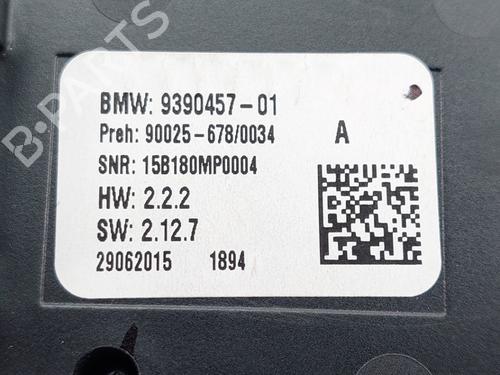 BMW: 9390457-01
Preh: 90025-678/0034 A
SNR: 15B180MP0004
HW: 2.2.2
SW: 2.12.7
29062015 1894
B-PARTS